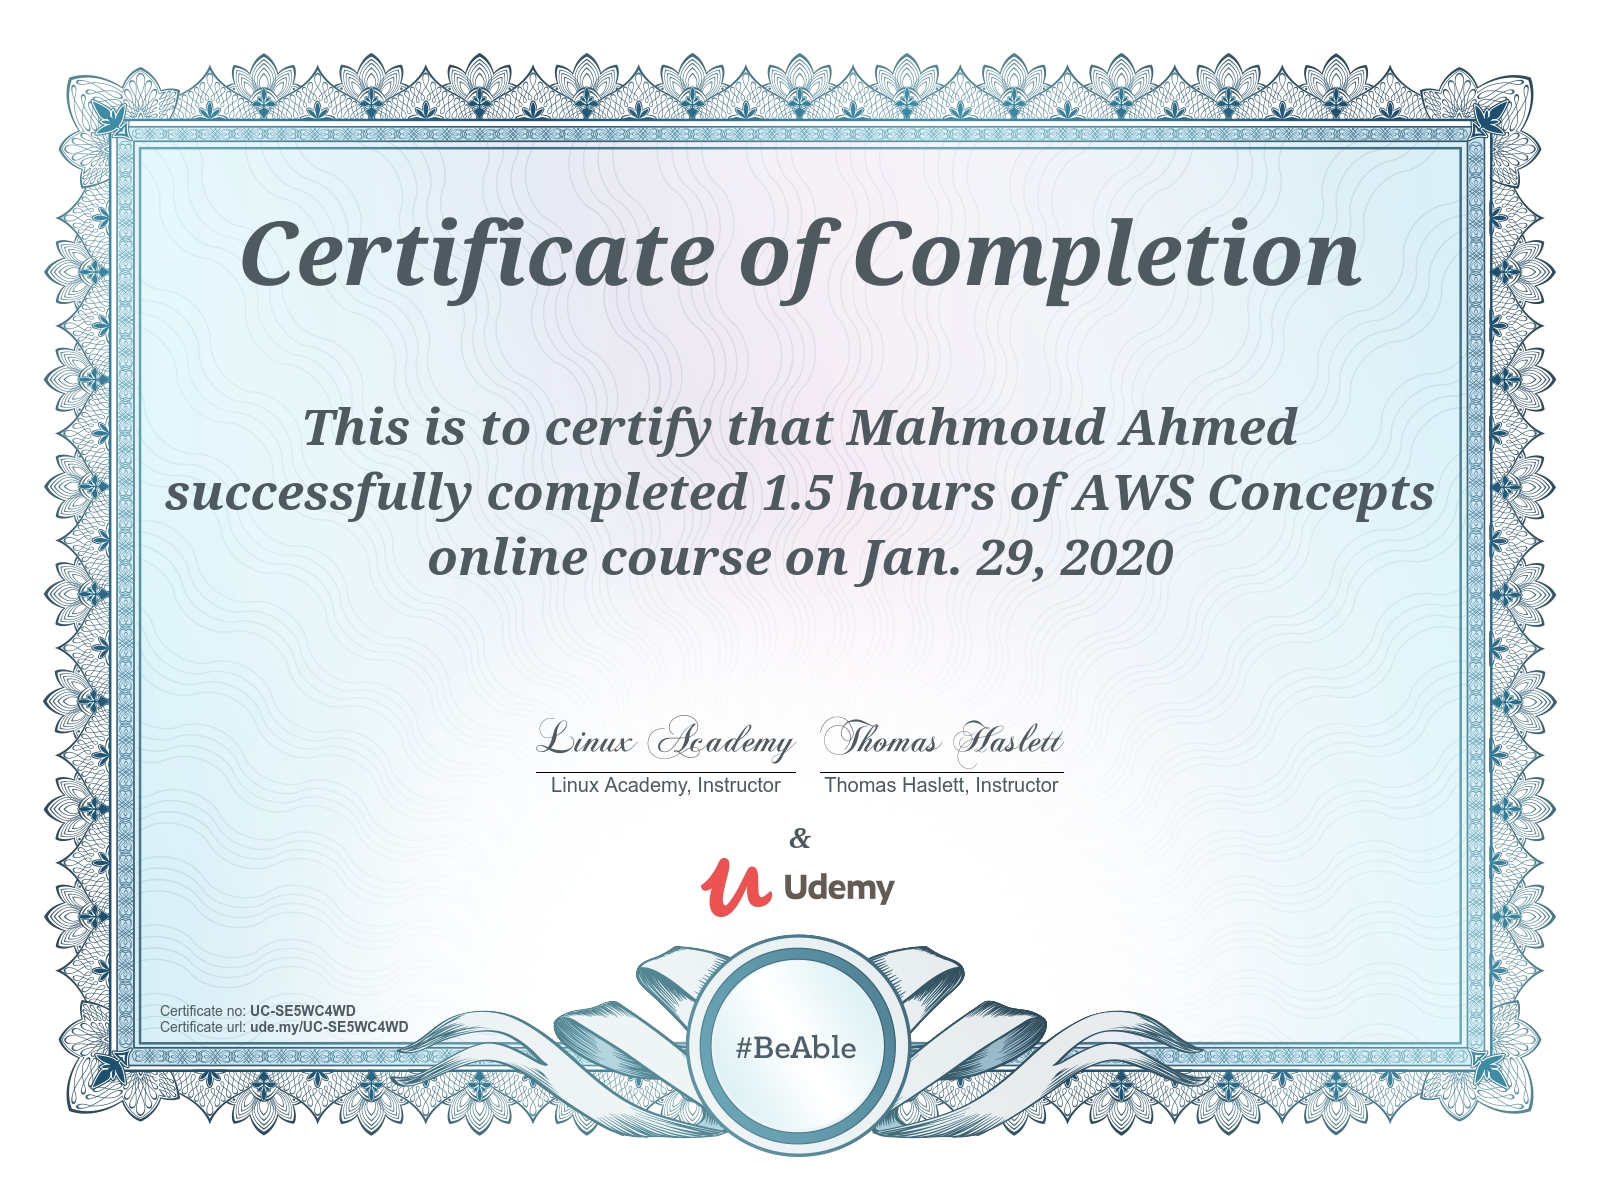 Certificate of Completion
This is to certify that Mahmoud Ahmed
successfully completed 1.5 hours of AWS Concepts
online course on Jan. 29, 2020
Linux Academy Thomas Haslett
Linux Academy, Instructor Thomas Haslett, Instructor
&
Udemy
Certificate no: UC-SE5WC4WD
Certificate url: ude.my/UC-SE5WC4WD
#BeAble